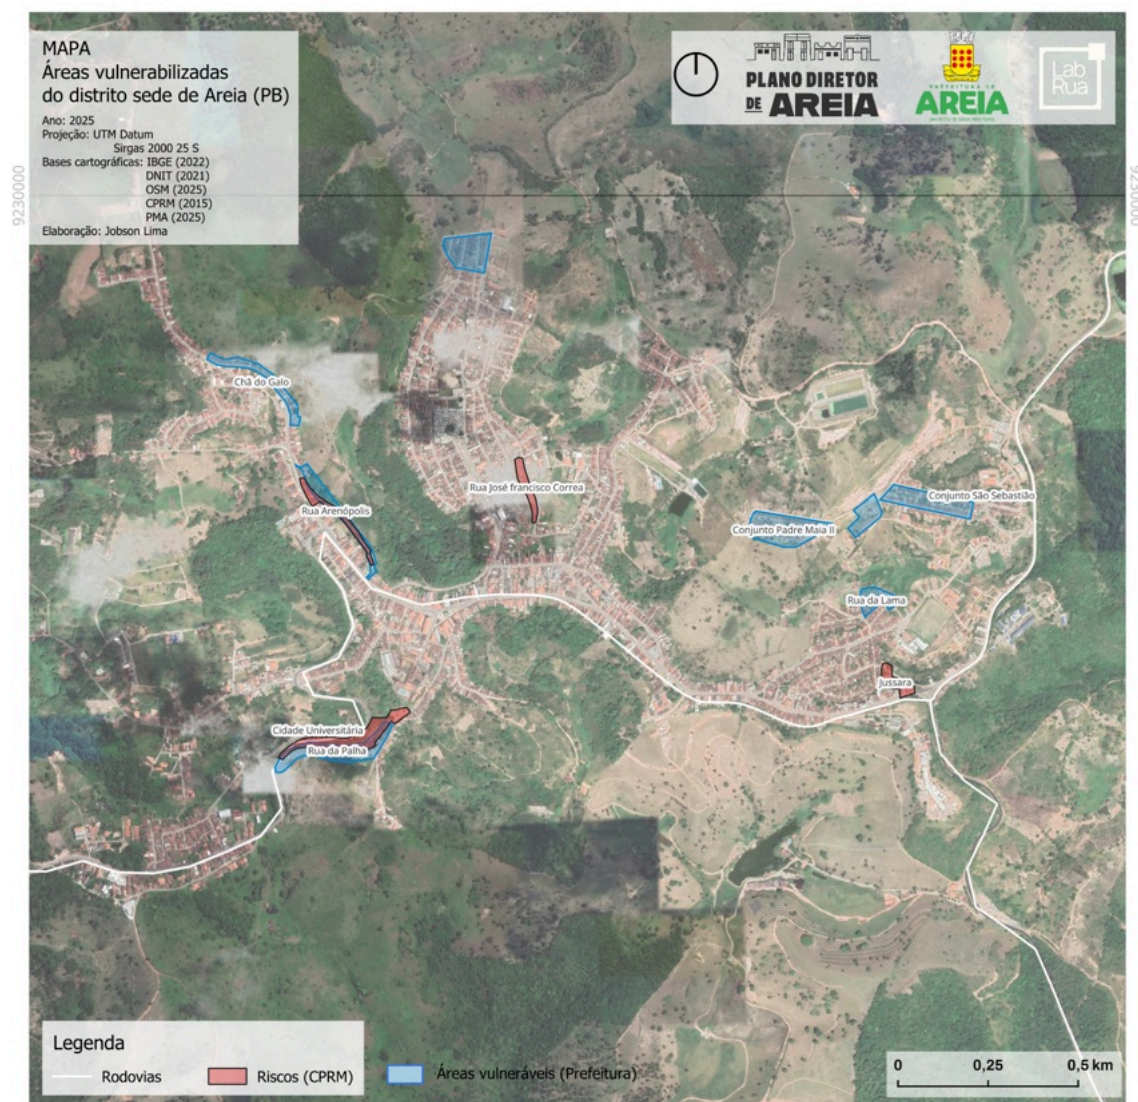 MAPA
Áreas vulnerabilizadas
do distrito sede de Areia (PB)
Ano: 2025
Projeção: UTM Datum
Sirgas 2000 25 S
Bases cartográficas: IBGE (2022)
DNIT (2021)
OSM (2025)
CPRM (2015)
PMA (2025)
Elaboração: Jobson Lima
PLANO DIRETOR
DE AREIA
PREFEITURA DE
AREIA
Lab
Rua
9230000
9230000
Chã do Galo
Rua José francisco Correa
Rua Arenópolis
Conjunto São Sebastião
Conjunto Padre Maia II
Rua da Lama
Jussara
Cidade Universitária
Rua da Palha
Legenda
Rodovias
Riscos (CPRM)
Áreas vulneráveis (Prefeitura)
0
0,25
0,5 km